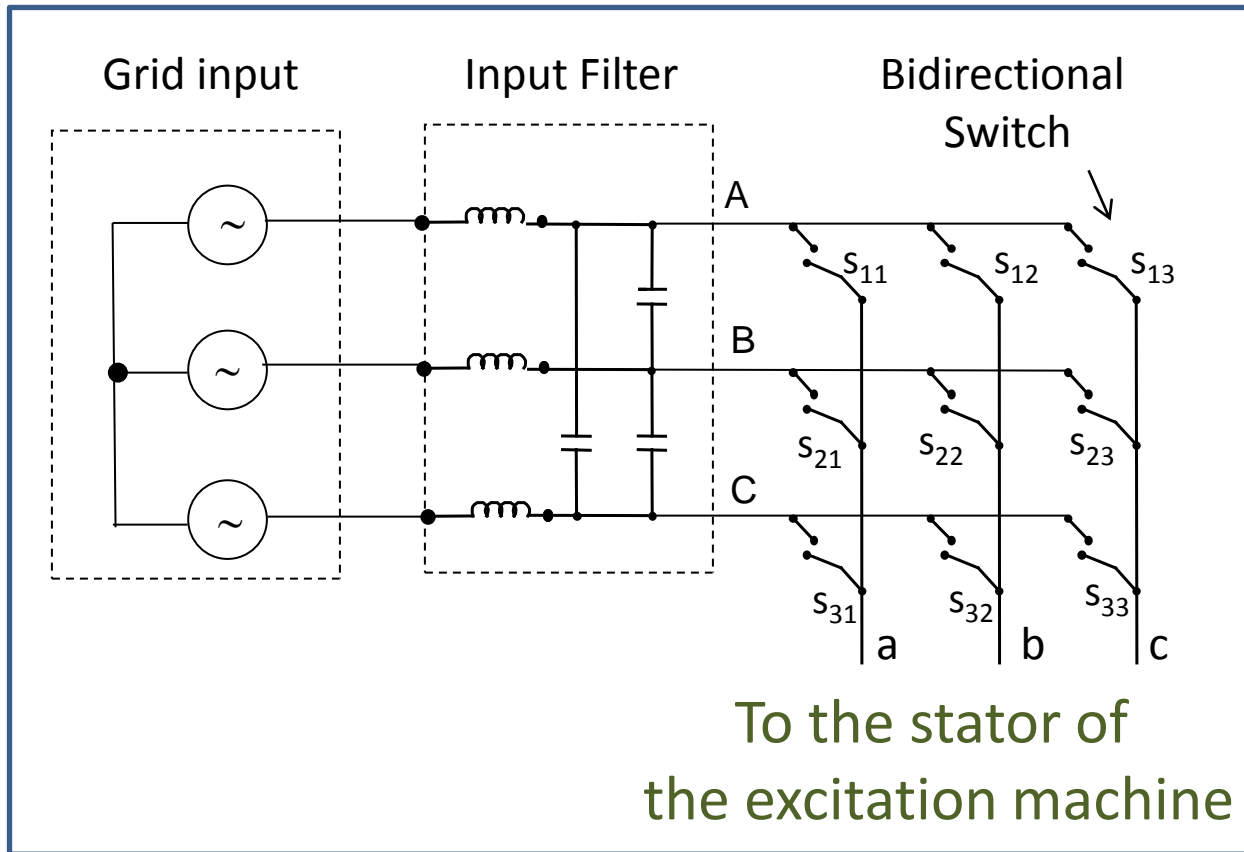 Grid input
Input Filter
Bidirectional
Switch
A
~
s₁₁
s₁₂
s₁₃
B
~
s₂₁
s₂₂
s₂₃
C
~
s₃₁
s₃₂
s₃₃
a
b
c
To the stator of
the excitation machine